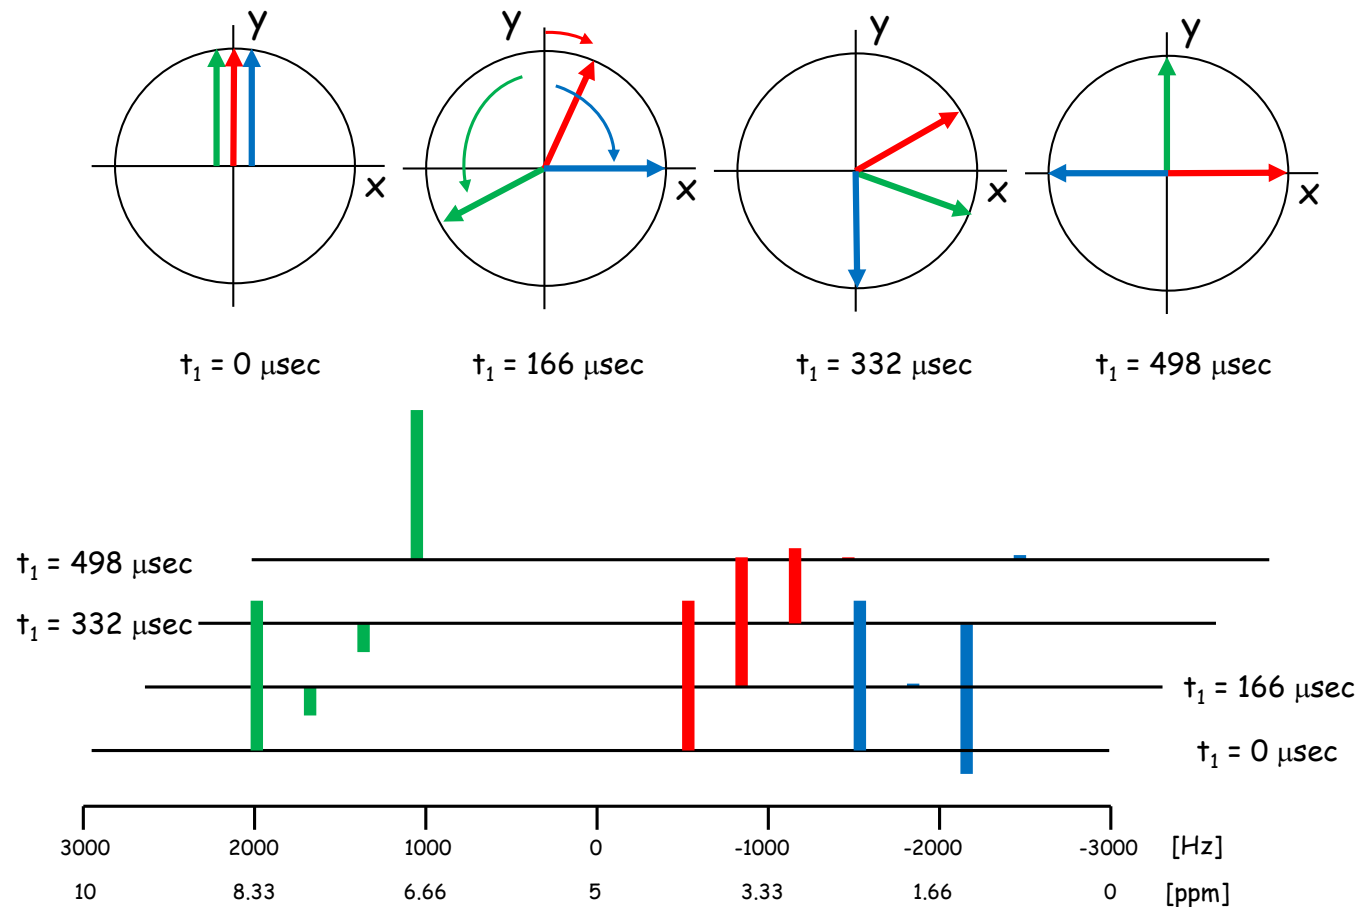 y
x
y
x
y
x
y
x
t₁ = 0 μsec
t₁ = 166 μsec
t₁ = 332 μsec
t₁ = 498 μsec
t₁ = 498 μsec
t₁ = 332 μsec
t₁ = 166 μsec
t₁ = 0 μsec
3000 2000 1000 0 -1000 -2000 -3000 [Hz]
10 8.33 6.66 5 3.33 1.66 0 [ppm]